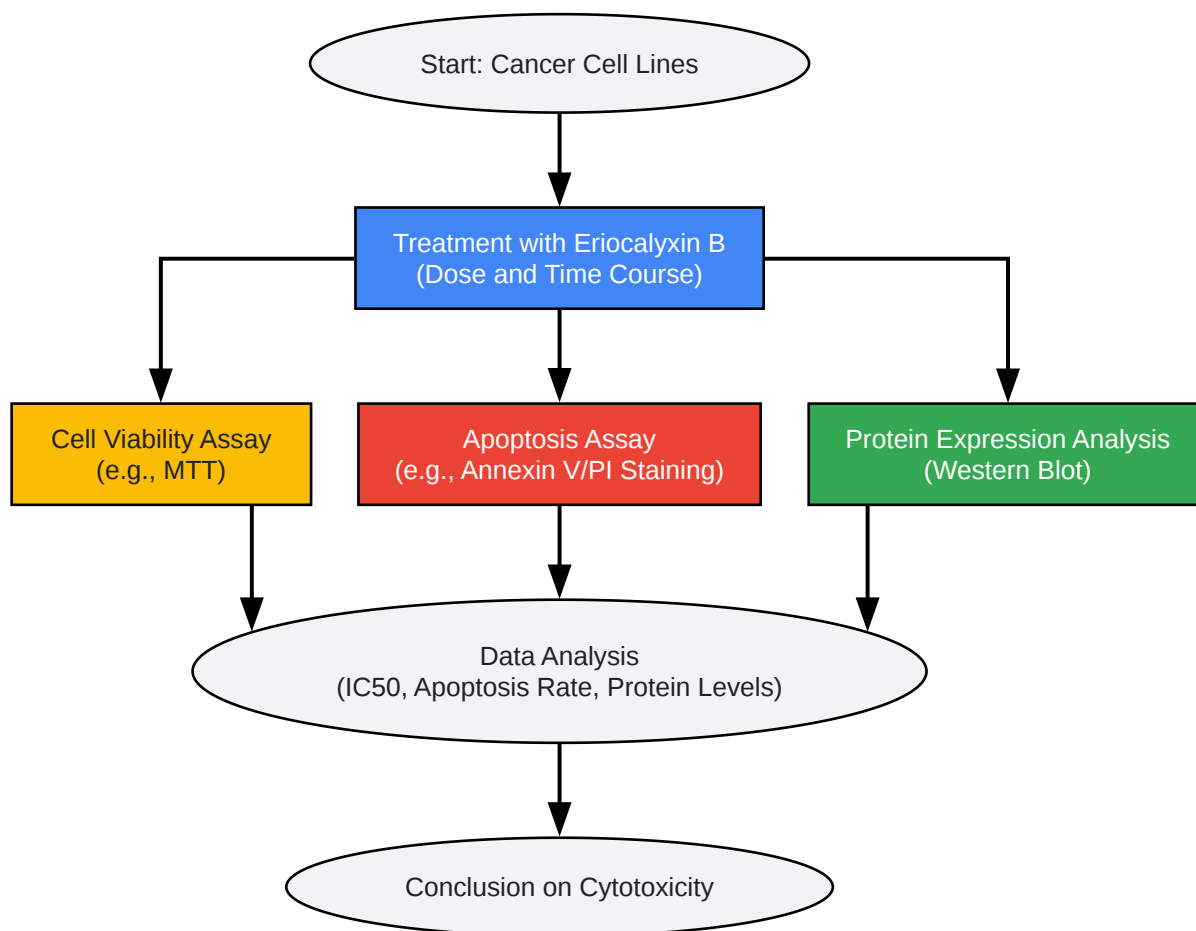 Start: Cancer Cell Lines
Treatment with Eriocalyxin B
(Dose and Time Course)
Cell Viability Assay
(e.g., MTT)
Apoptosis Assay
(e.g., Annexin V/PI Staining)
Protein Expression Analysis
(Western Blot)
Data Analysis
(IC50, Apoptosis Rate, Protein Levels)
Conclusion on Cytotoxicity